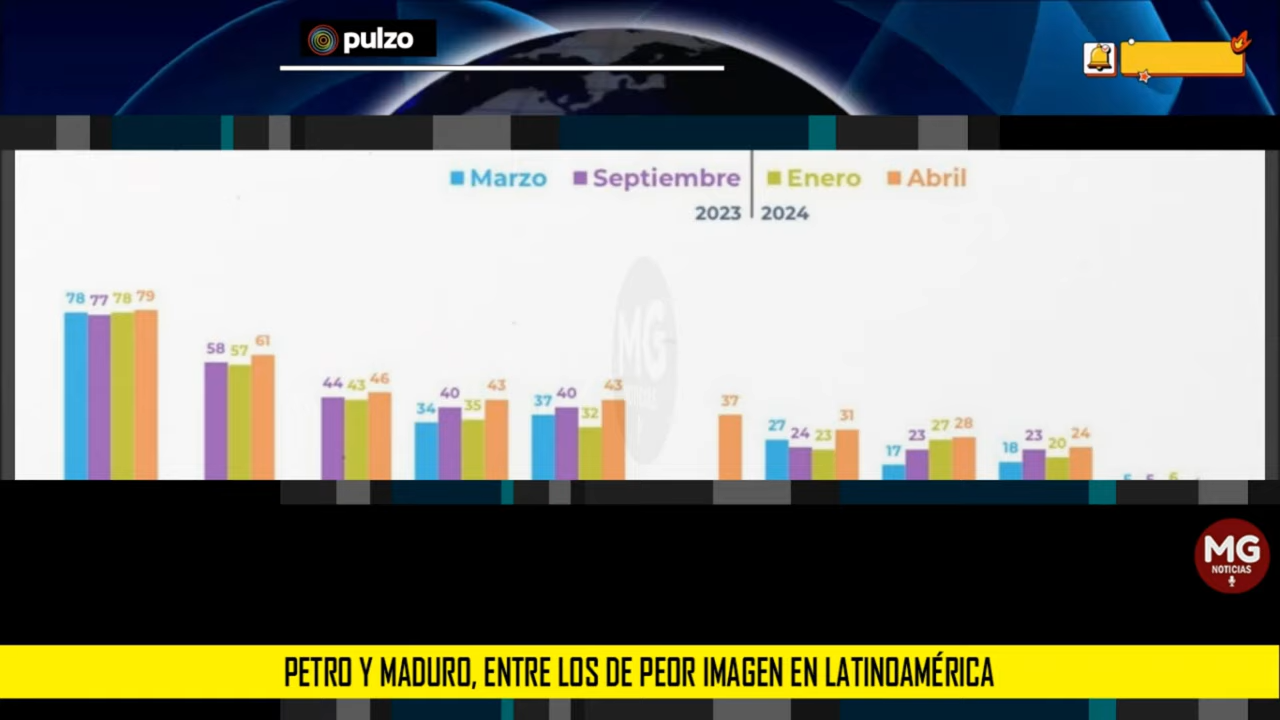 pulzo
Marzo Septiembre Enero Abril
2023 2024
78 77 78 79
58 57 61
44 43 46
34 40 35 43
37 40 32 43
37
27 24 23 31
17 23 27 28
18 23 20 24
MG
MG
NOTICIAS
PETRO Y MADURO, ENTRE LOS DE PEOR IMAGEN EN LATINOAMÉRICA